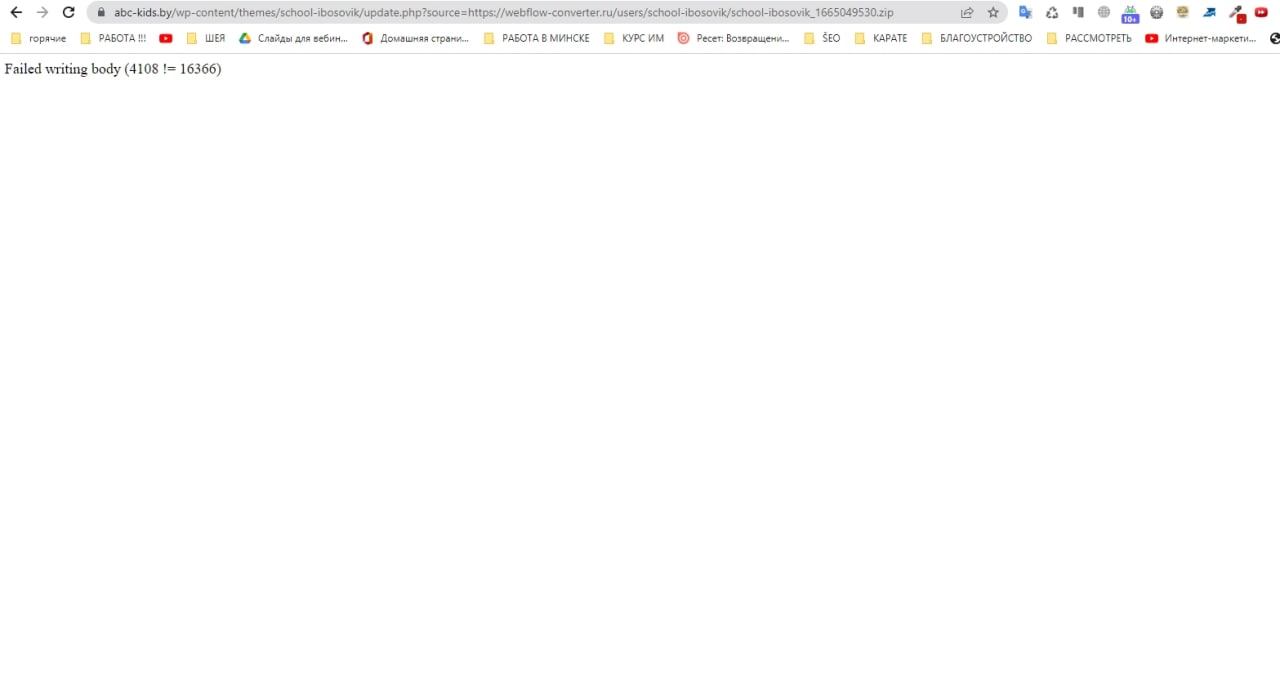 abc-kids.by/wp-content/themes/school-ibosovik/update.php?source=https://webflow-converter.ru/users/school-ibosovik/school-ibosovik_1665049530.zip
10+
горячие РАБОТА !!! ШЕЯ Слайды для вебин... Домашняя страни... РАБОТА В МИНСКЕ КУРС ИМ Ресет: Возвращени... ŠEO КАРАТЕ БЛАГОУСТРОЙСТВО РАССМОТРЕТЬ Интернет-маркети...
Failed writing body (4108 != 16366)